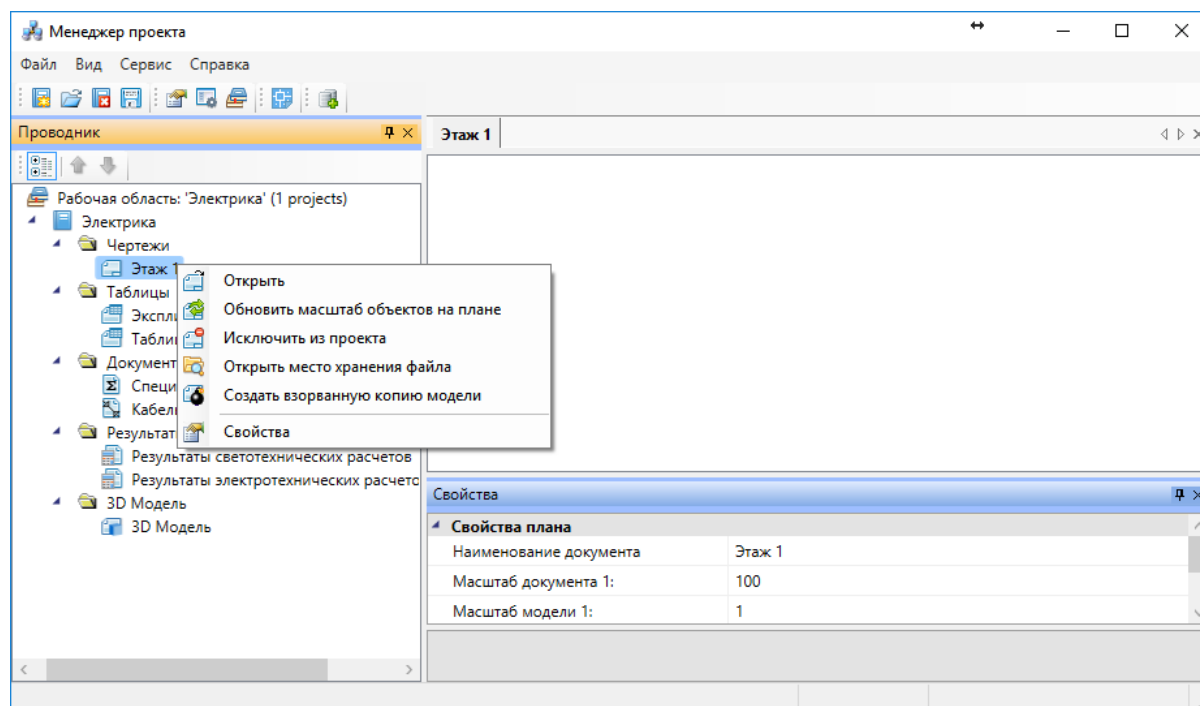 Менеджер проекта
Файл Вид Сервис Справка
Проводник
Этаж 1
Рабочая область: 'Электрика' (1 projects)
Электрика
Чертежи
Этаж 1
Таблицы
Документ
Результат
Результаты светотехнических расчетов
Результаты электротехнических расчето
3D Модель
3D Модель
Открыть
Обновить масштаб объектов на плане
Исключить из проекта
Открыть место хранения файла
Создать взорванную копию модели
Свойства
Свойства
Свойства плана
Наименование документа Этаж 1
Масштаб документа 1: 100
Масштаб модели 1: 1